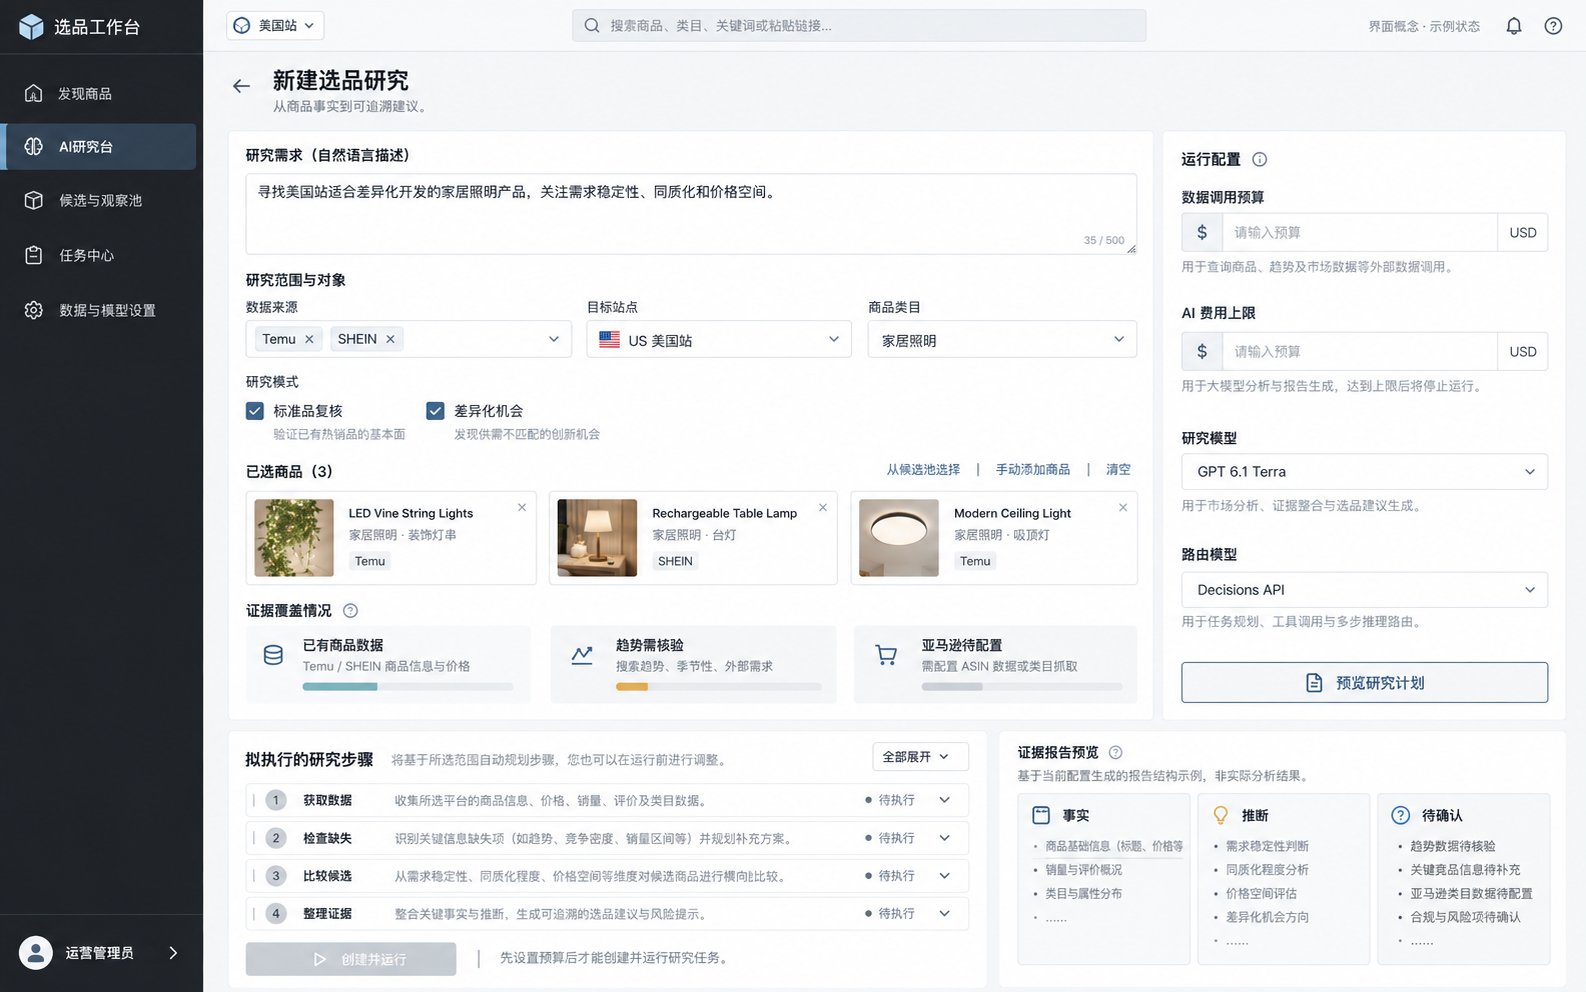 选品工作台
美国站
搜索商品、类目、关键词或粘贴链接...
界面概念 · 示例状态
发现商品
AI研究台
候选与观察池
任务中心
数据与模型设置
运营管理员
新建选品研究
从商品事实到可追溯建议。
研究需求（自然语言描述）
寻找美国站适合差异化开发的家居照明产品，关注需求稳定性、同质化和价格空间。
35 / 500
研究范围与对象
数据来源
目标站点
商品类目
Temu
SHEIN
US 美国站
家居照明
研究模式
标准品复核
验证已有热销品的基本面
差异化机会
发现供需不匹配的创新机会
已选商品（3）
从候选池选择 | 手动添加商品 | 清空
LED Vine String Lights
家居照明 · 装饰灯串
Temu
Rechargeable Table Lamp
家居照明 · 台灯
SHEIN
Modern Ceiling Light
家居照明 · 吸顶灯
Temu
证据覆盖情况
已有商品数据
Temu / SHEIN 商品信息与价格
趋势需核验
搜索趋势、季节性、外部需求
亚马逊待配置
需配置 ASIN 数据或类目抓取
运行配置
数据调用预算
$ 请输入预算 USD
用于查询商品、趋势及市场数据等外部数据调用。
AI 费用上限
$ 请输入预算 USD
用于大模型分析与报告生成，达到上限后将停止运行。
研究模型
GPT 6.1 Terra
用于市场分析、证据整合与选品建议生成。
路由模型
Decisions API
用于任务规划、工具调用与多步推理路由。
预览研究计划
拟执行的研究步骤
将基于所选范围自动规划步骤，您也可以在运行前进行调整。
全部展开
1 获取数据 收集所选平台的商品信息、价格、销量、评价及类目数据。 待执行
2 检查缺失 识别关键信息缺失项（如趋势、竞争密度、销量区间等）并规划补充方案。 待执行
3 比较候选 从需求稳定性、同质化程度、价格空间等维度对候选商品进行横向比较。 待执行
4 整理证据 整合关键事实与推断，生成可追溯的选品建议与风险提示。 待执行
创建并运行
先设置预算后才能创建并运行研究任务。
证据报告预览
基于当前配置生成的报告结构示例，非实际分析结果。
事实
• 商品基础信息（标题、价格等
• 销量与评价概况
• 类目与属性分布
• ......
推断
• 需求稳定性判断
• 同质化程度分析
• 价格空间评估
• 差异化机会方向
• ......
待确认
• 趋势数据待核验
• 关键竞品信息待补充
• 亚马逊类目数据待配置
• 合规与风险项待确认
• ......